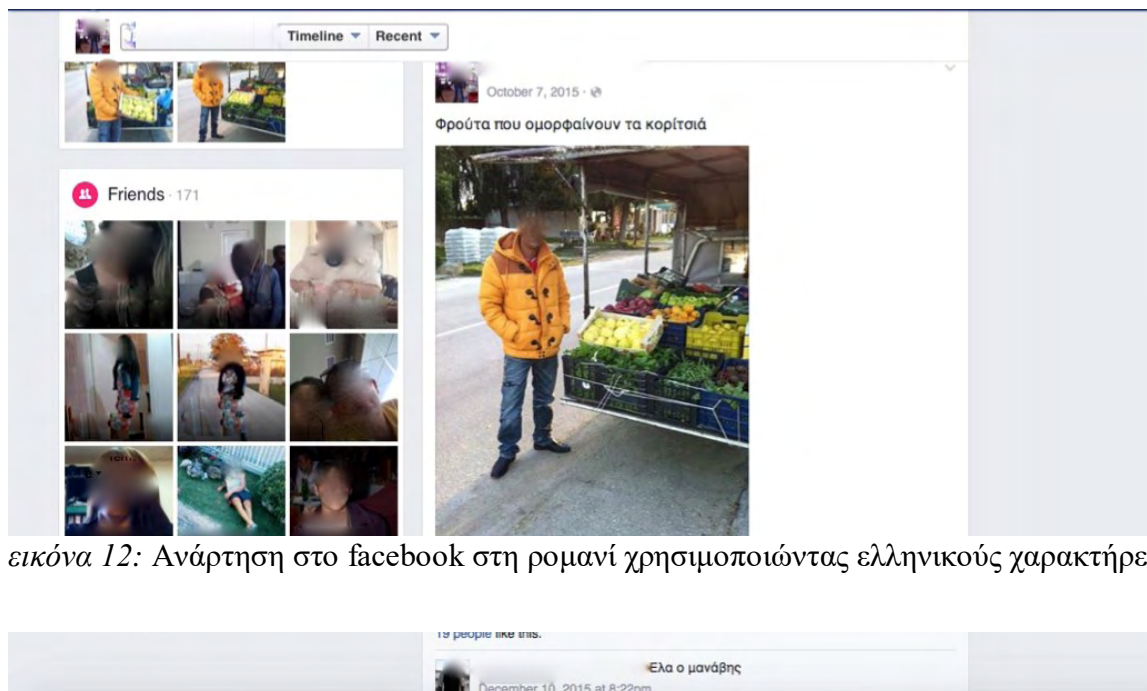 Timeline Recent
October 7, 2015
Φρούτα που ομορφαίνουν τα κορίτσιά
Friends · 171
εικόνα 12: Ανάρτηση στο facebook στη ρομανί χρησιμοποιώντας ελληνικούς χαρακτήρε
19 people like this.
Ελα ο μανάβης
December 10, 2015 at 8:22pm